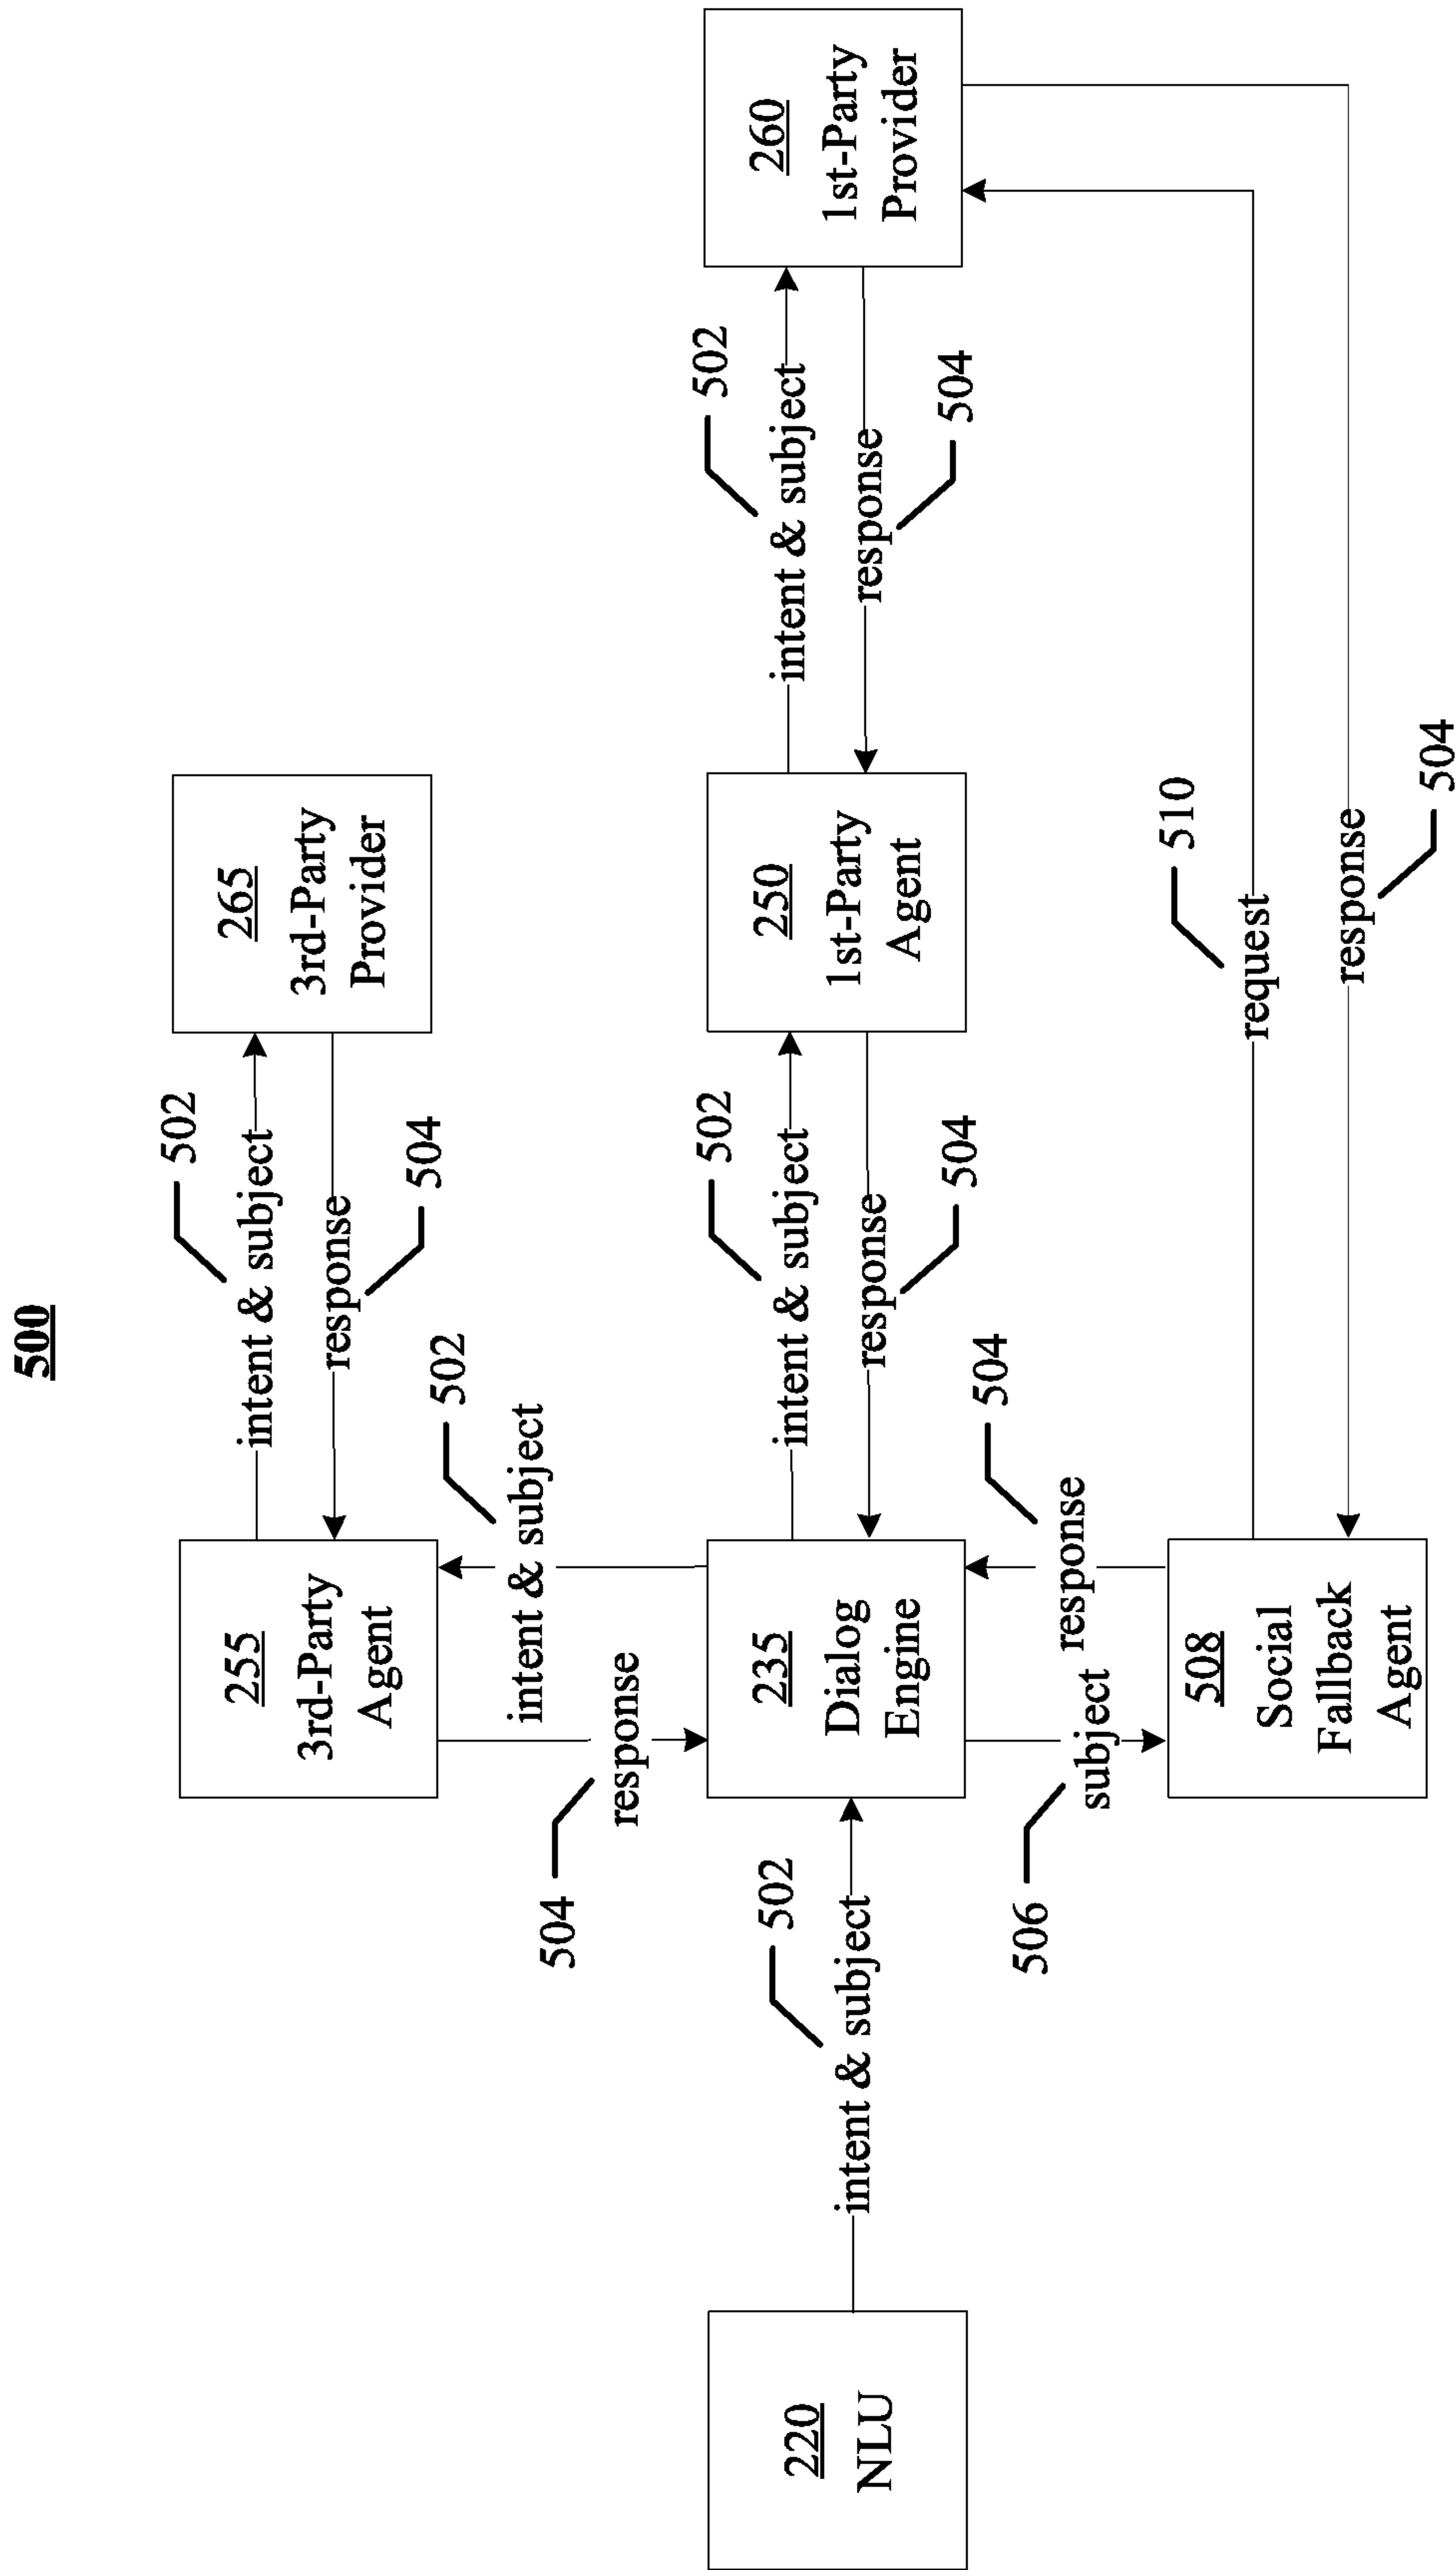 500
502
502
265
3rd-Party
Provider
intent & subject
response
504
255
3rd-Party
Agent
intent & subject
504
response
502
intent & subject
response
504
502
intent & subject
response
504
220
NLU
502
intent & subject
235
Dialog
Engine
250
1st-Party
Agent
260
1st-Party
Provider
506
subject
response
504
510
request
response
504
508
Social
Fallback
Agent